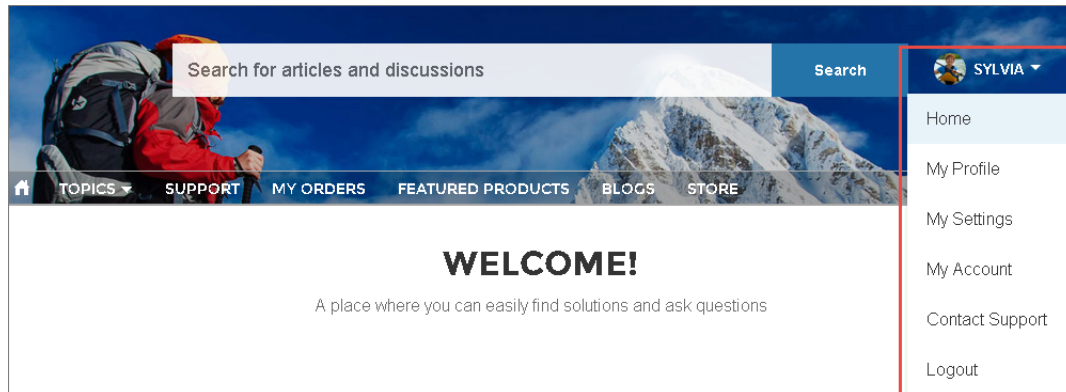 Search for articles and discussions
Search
SYLVIA
TOPICS
SUPPORT
MY ORDERS
FEATURED PRODUCTS
BLOGS
STORE
WELCOME!
A place where you can easily find solutions and ask questions
Home
My Profile
My Settings
My Account
Contact Support
Logout